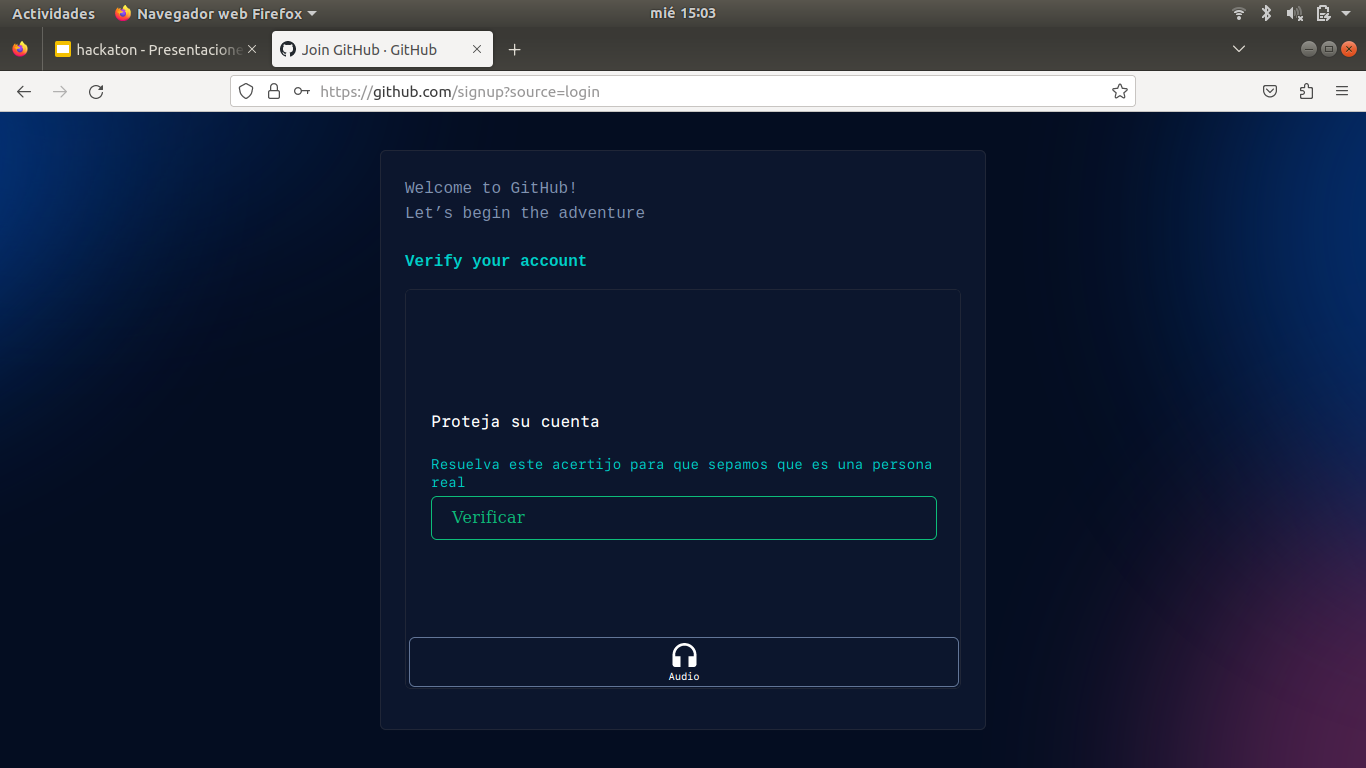 Actividades
Navegador web Firefox
mié 15:03
hackaton - Presentacione
Join GitHub · GitHub
https://github.com/signup?source=login
Welcome to GitHub!
Let’s begin the adventure
Verify your account
Proteja su cuenta
Resuelva este acertijo para que sepamos que es una persona
real
Verificar
Audio